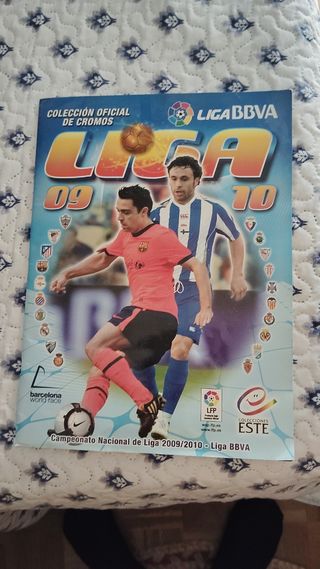 COLECCIÓN OFICIAL
DE CROMOS
LIGA BBVA
LIGA
09
10
barcelona
world race
LFP
COLECCIONES
ESTE
Campeonato Nacional de Liga 2009/2010 - Liga BBVA